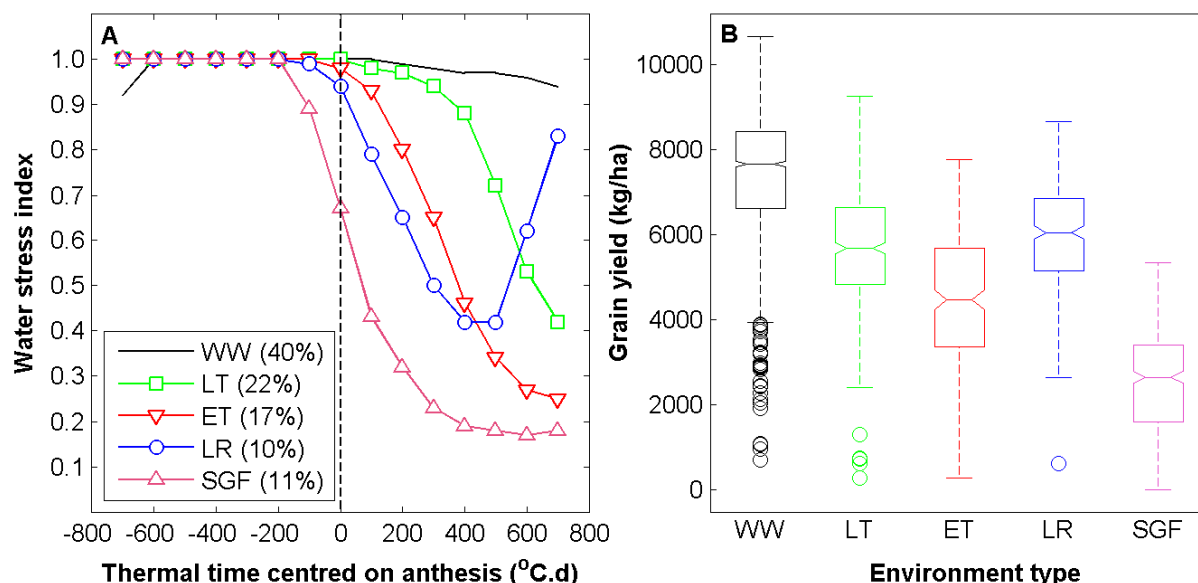 A
1.0
0.9
0.8
0.7
0.6
0.5
0.4
0.3
0.2
0.1
Water stress index
WW (40%)
LT (22%)
ET (17%)
LR (10%)
SGF (11%)
-800 -600 -400 -200 0 200 400 600 800
Thermal time centred on anthesis (°C.d)
B
10000
8000
6000
4000
2000
0
Grain yield (kg/ha)
WW LT ET LR SGF
Environment type